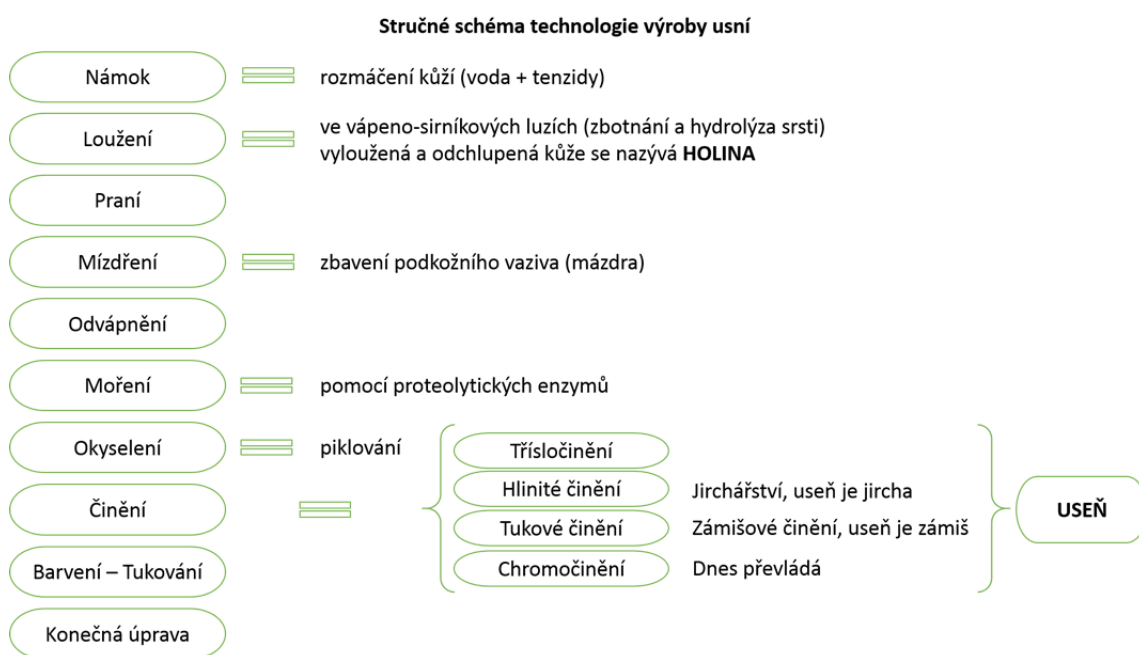 Stručné schéma technologie výroby usní
Námok
rozmáčení kůží (voda + tenzidy)
Loužení
ve vápeno-sirníkových luzích (zbotnání a hydrolýza srsti)
vyloužená a odchlupená kůže se nazývá HOLINA
Praní
Mízdření
zbavení podkožního vaziva (mázdra)
Odvápnění
Moření
pomocí proteolytických enzymů
Okyselení
piklování
Třísločinění
Hlinité činění
Jirchářství, useň je jircha
Činění
Tukové činění
Zámišové činění, useň je zámiš
USEŇ
Barvení – Tukování
Chromočinění
Dnes převládá
Konečná úprava